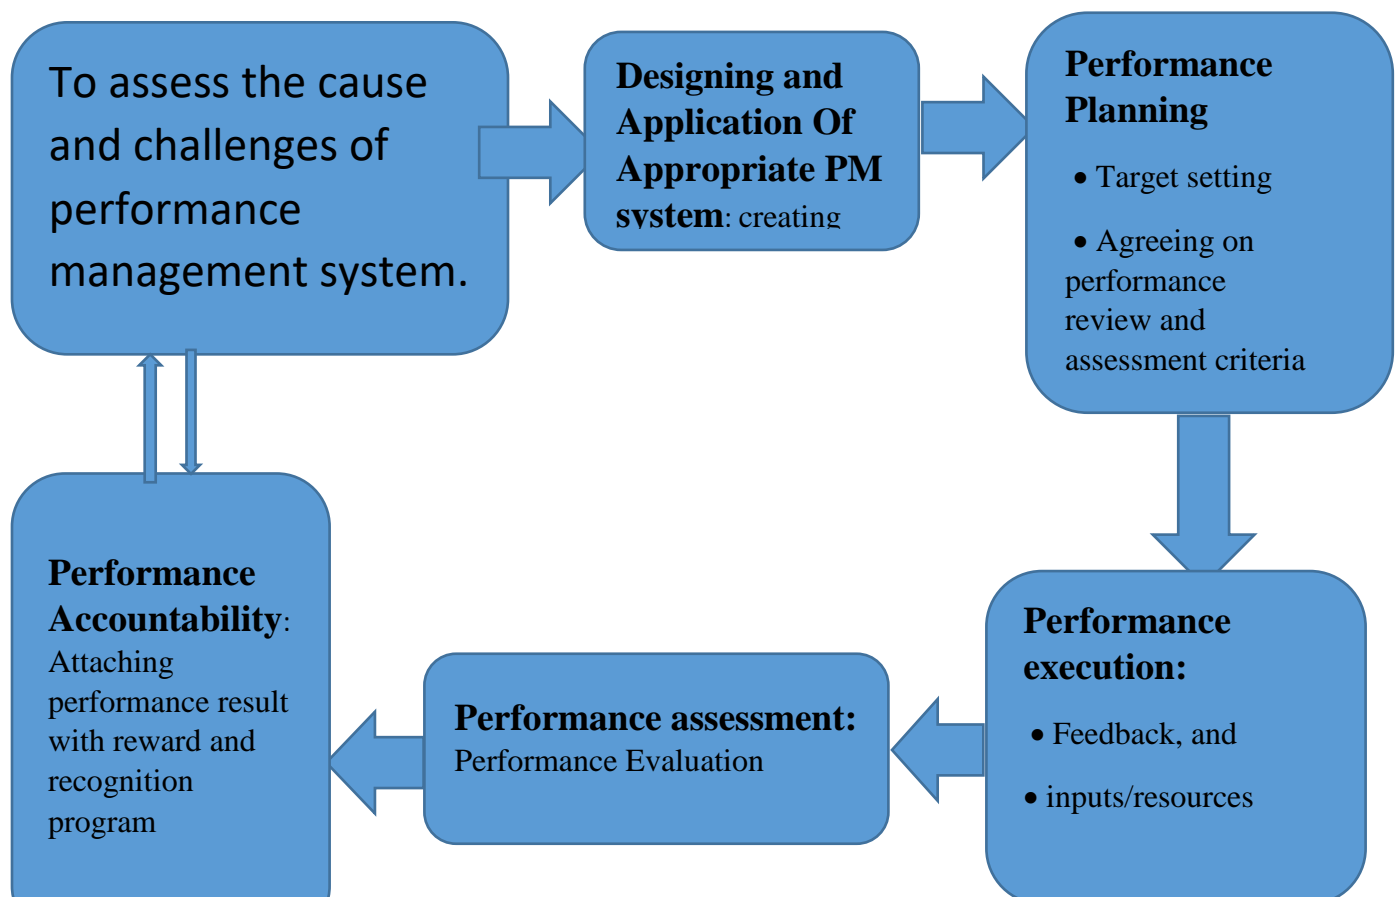 To assess the cause
and challenges of
performance
management system.
Designing and
Application Of
Appropriate PM
system: creating
Performance
Planning
• Target setting
• Agreeing on
performance
review and
assessment criteria
Performance
execution:
• Feedback, and
• inputs/resources
Performance assessment:
Performance Evaluation
Performance
Accountability:
Attaching
performance result
with reward and
recognition
program